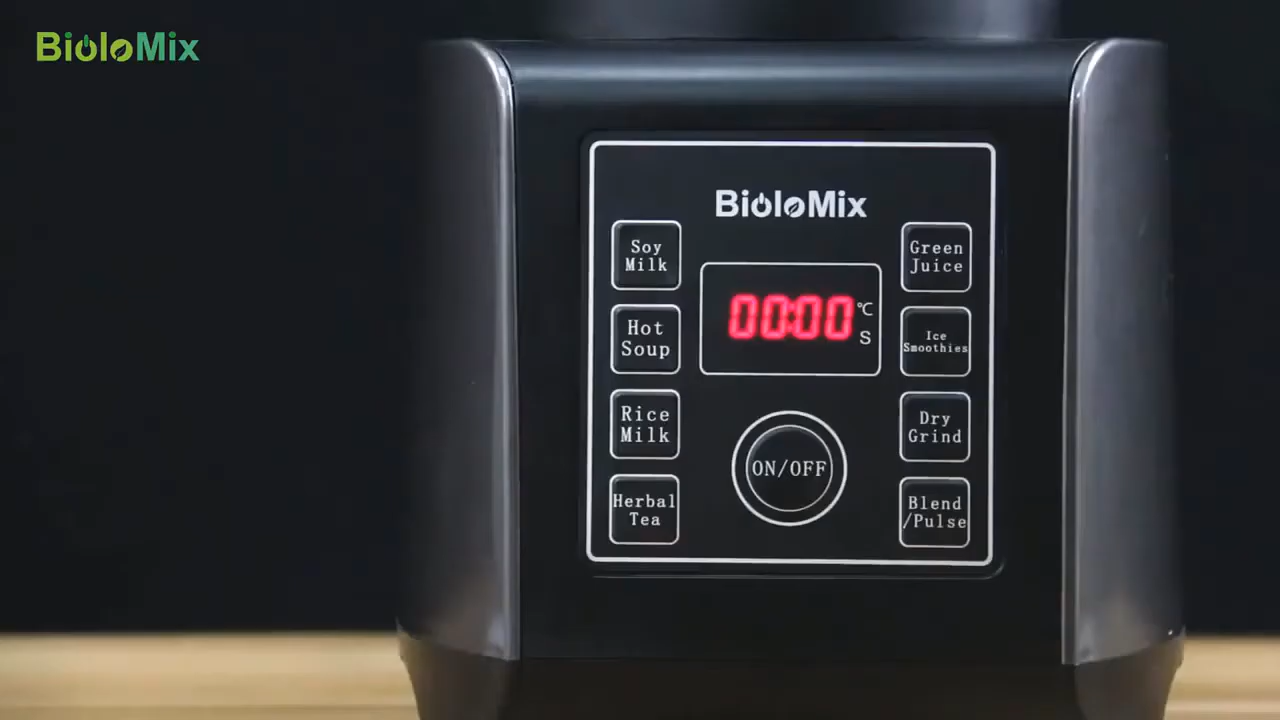 BioloMix
BioloMix
Soy
Milk
Green
Juice
00:00 °C
S
Hot
Soup
Ice
Smoothies
Rice
Milk
Dry
Grind
ON/OFF
Herbal
Tea
Blend
/Pulse